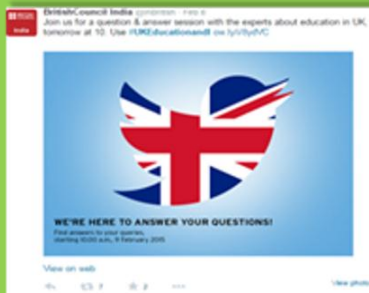 BritishCouncil India
Join us for a question & answer session with the experts about education in UK,
tomorrow at 10. Use #UKEducationandI
WE'RE HERE TO ANSWER YOUR QUESTIONS!
Find answers to your queries,
starting 10:00 a.m., 9 February 2015
View on web
7 2
View photo